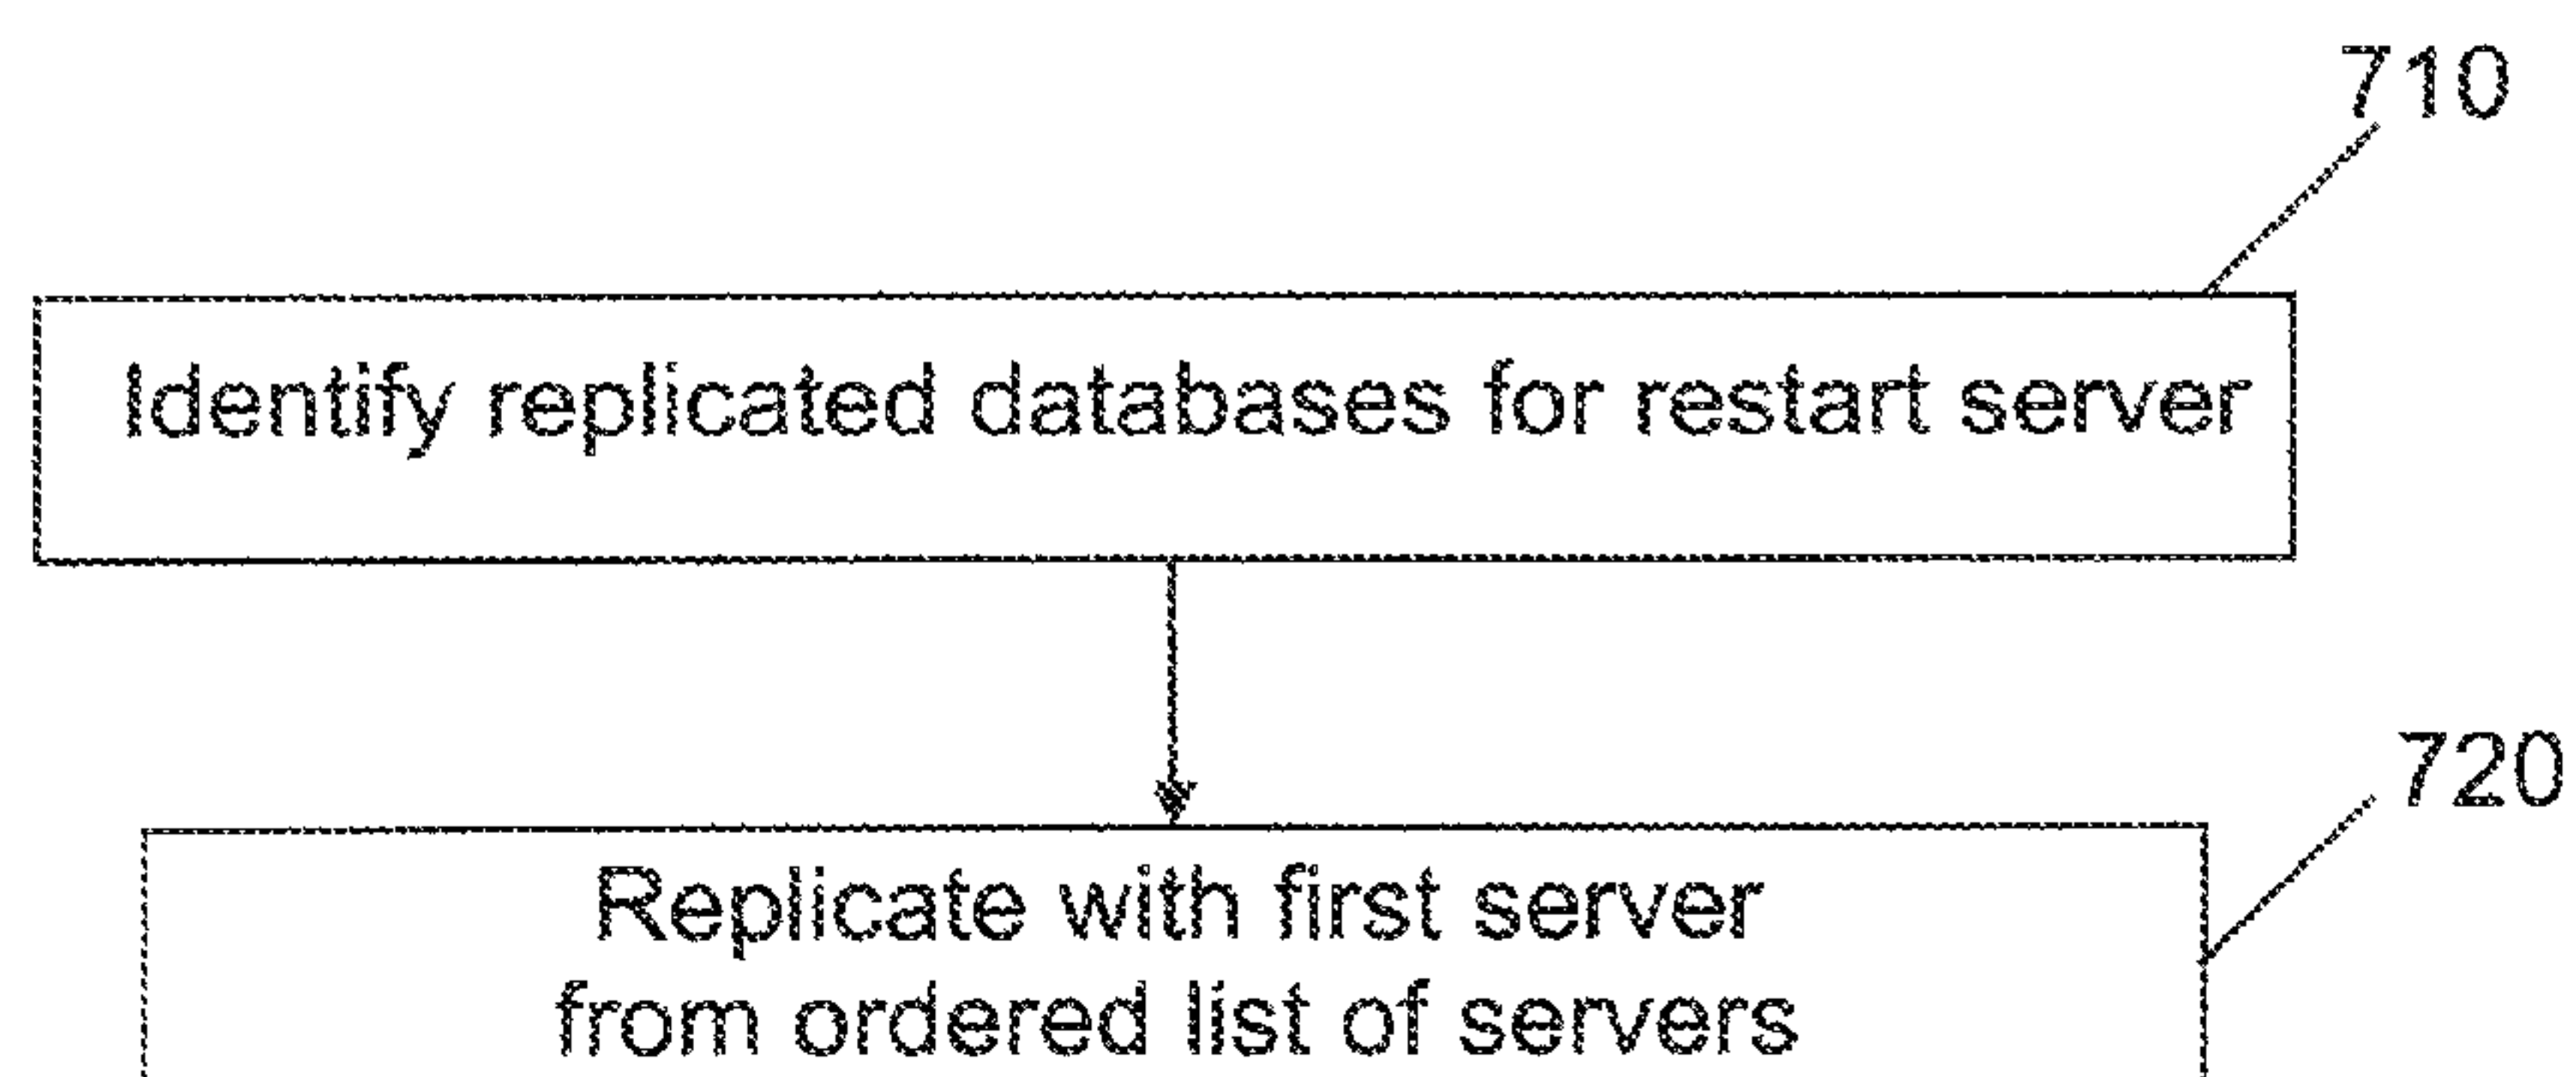 710
Identify replicated databases for restart server
720
Replicate with first server
from ordered list of servers